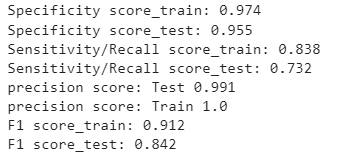 Specificity score_train: 0.974
Specificity score_test: 0.955
Sensitivity/Recall score_train: 0.838
Sensitivity/Recall score_test: 0.732
precision score: Test 0.991
precision score: Train 1.0
F1 score_train: 0.912
F1 score_test: 0.842